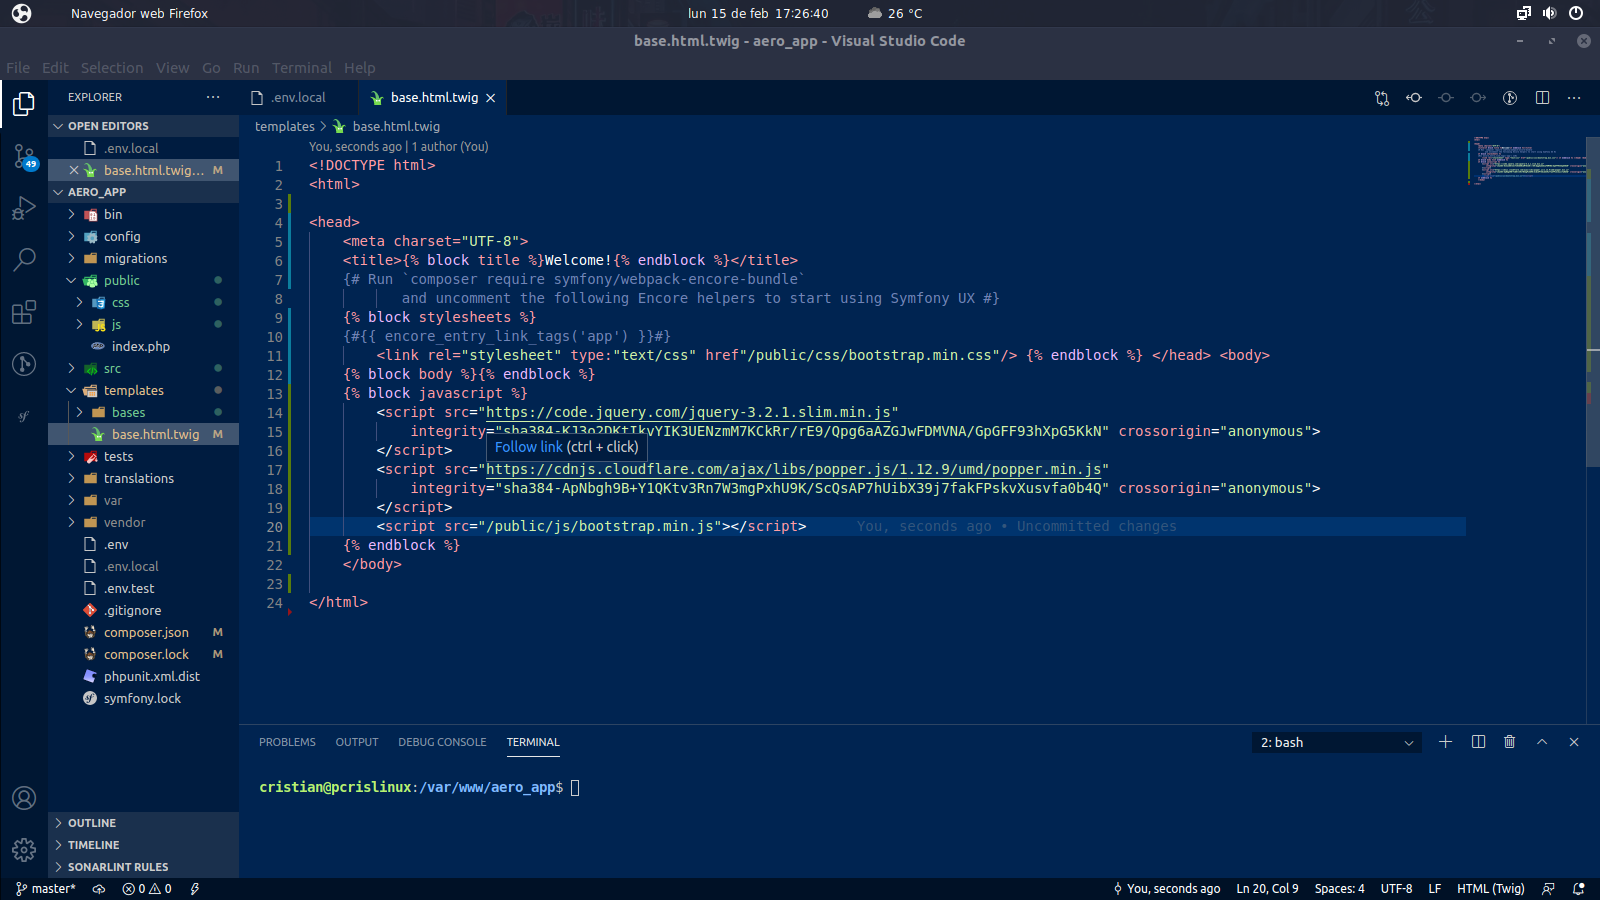 Navegador web Firefox
lun 15 de feb 17:26:40
26 °C
base.html.twig - aero_app - Visual Studio Code
File Edit Selection View Go Run Terminal Help
EXPLORER
OPEN EDITORS
.env.local
base.html.twig... M
AERO_APP
bin
config
migrations
public
css
js
index.php
src
templates
bases
base.html.twig M
tests
translations
var
vendor
.env
.env.local
.env.test
.gitignore
composer.json M
composer.lock M
phpunit.xml.dist
symfony.lock
OUTLINE
TIMELINE
SONARLINT RULES
49
.env.local
base.html.twig
templates > base.html.twig
You, seconds ago | 1 author (You)
1 <!DOCTYPE html>
2 <html>
3
4 <head>
5 <meta charset="UTF-8">
6 <title>{% block title %}Welcome!{% endblock %}</title>
7 {# Run `composer require symfony/webpack-encore-bundle`
8 and uncomment the following Encore helpers to start using Symfony UX #}
9 {% block stylesheets %}
10 {#{{ encore_entry_link_tags('app') }}#}
11 <link rel="stylesheet" type:"text/css" href"/public/css/bootstrap.min.css"/> {% endblock %} </head> <body>
12 {% block body %}{% endblock %}
13 {% block javascript %}
14 <script src="https://code.jquery.com/jquery-3.2.1.slim.min.js"
15 integrity="sha384-KJ3o2DKtIkvYIK3UENzmM7KCkRr/rE9/Qpg6aAZGJwFDMVNA/GpGFF93hXpG5KkN" crossorigin="anonymous">
16 </script>
Follow link (ctrl + click)
17 <script src="https://cdnjs.cloudflare.com/ajax/libs/popper.js/1.12.9/umd/popper.min.js"
18 integrity="sha384-ApNbgh9B+Y1QKtv3Rn7W3mgPxhU9K/ScQsAP7hUibX39j7fakFPskvXusvfa0b4Q" crossorigin="anonymous">
19 </script>
20 <script src="/public/js/bootstrap.min.js"></script> You, seconds ago • Uncommitted changes
21 {% endblock %}
22 </body>
23
24 </html>
PROBLEMS OUTPUT DEBUG CONSOLE TERMINAL
2: bash
cristian@pcrislinux:/var/www/aero_app$
master* 0 0
You, seconds ago Ln 20, Col 9 Spaces: 4 UTF-8 LF HTML (Twig)